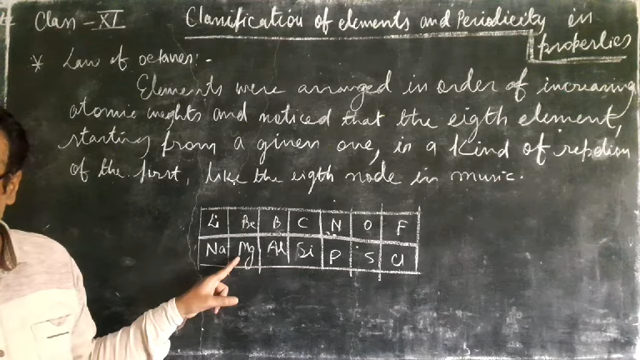 Class - XI
Classification of elements and Periodicity in
properties
* Law of octaves:-
Elements were arranged in order of increasing
atomic weights and noticed that the eigth element,
starting from a given one, is a kind of reption
of the first, like the eigth node in music.
Li Be B C N O F
Na Mg Al Si P S Cl